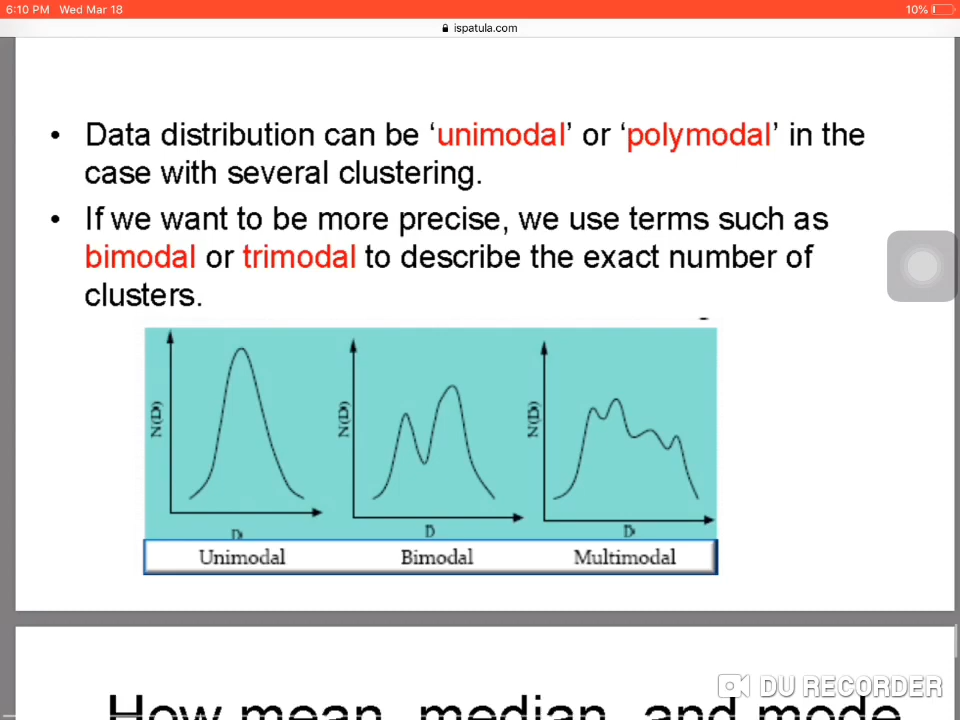 6:10 PM Wed Mar 18
10%
ispatula.com
• Data distribution can be ‘unimodal’ or ‘polymodal’ in the
case with several clustering.
• If we want to be more precise, we use terms such as
bimodal or trimodal to describe the exact number of
clusters.
N(D) N(D) N(D)
D D D
Unimodal Bimodal Multimodal
How mean, median, and mode
DU RECORDER